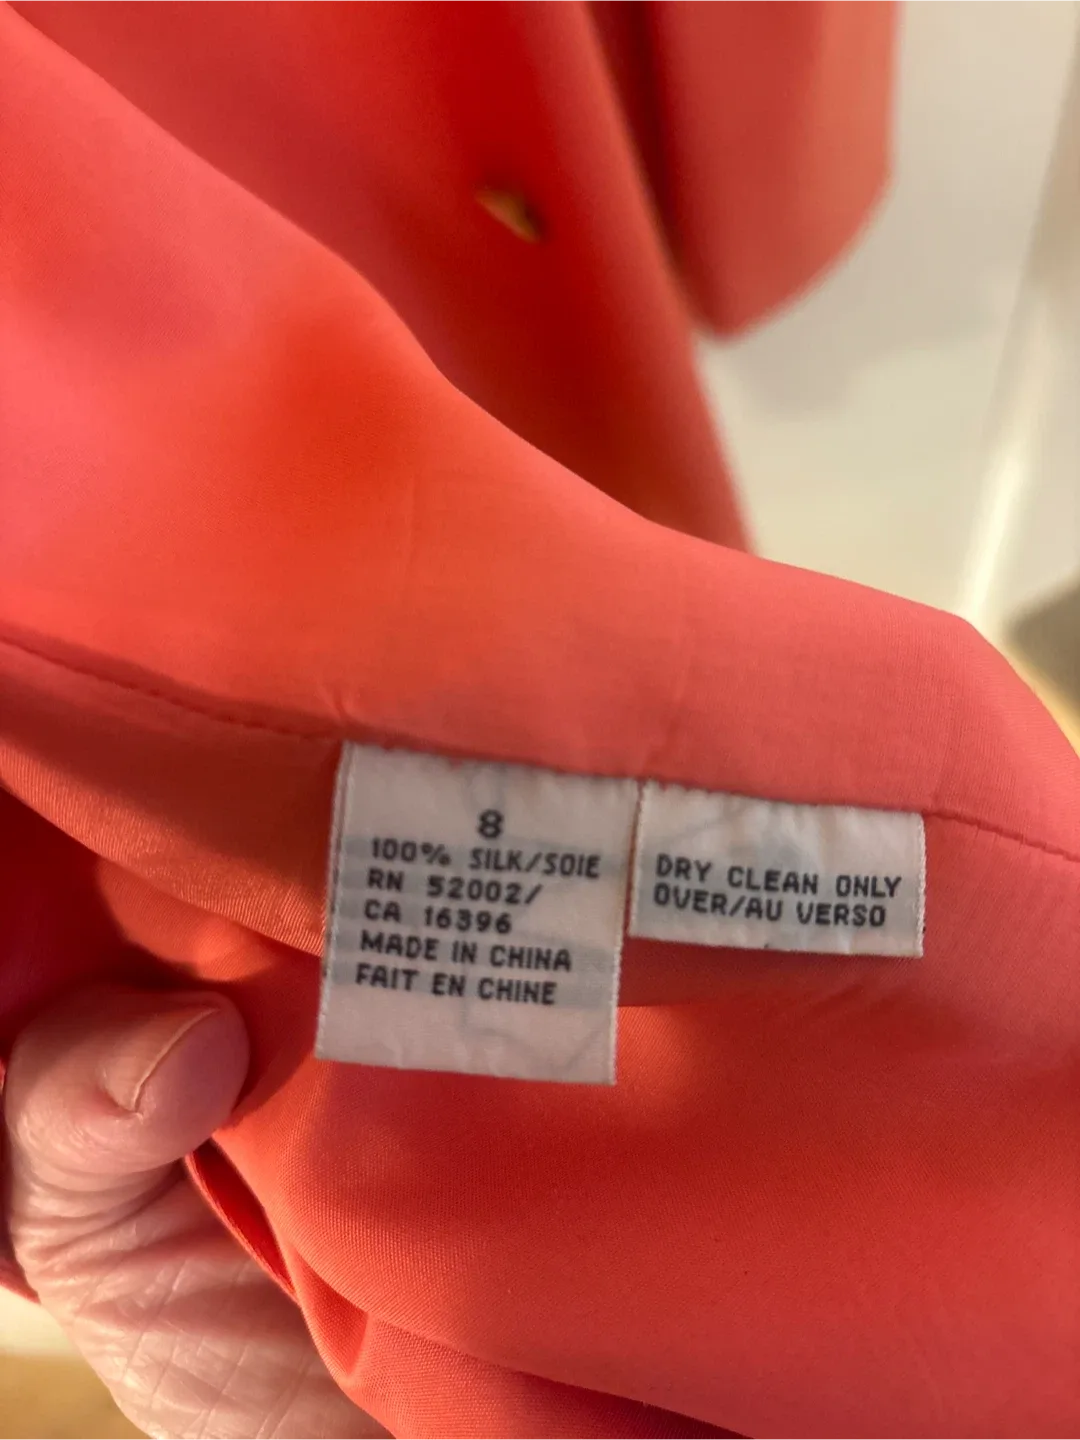 8
100% SILK/SOIE
RN 52002/
CA 16396
MADE IN CHINA
FAIT EN CHINE
DRY CLEAN ONLY
OVER/AU VERSO